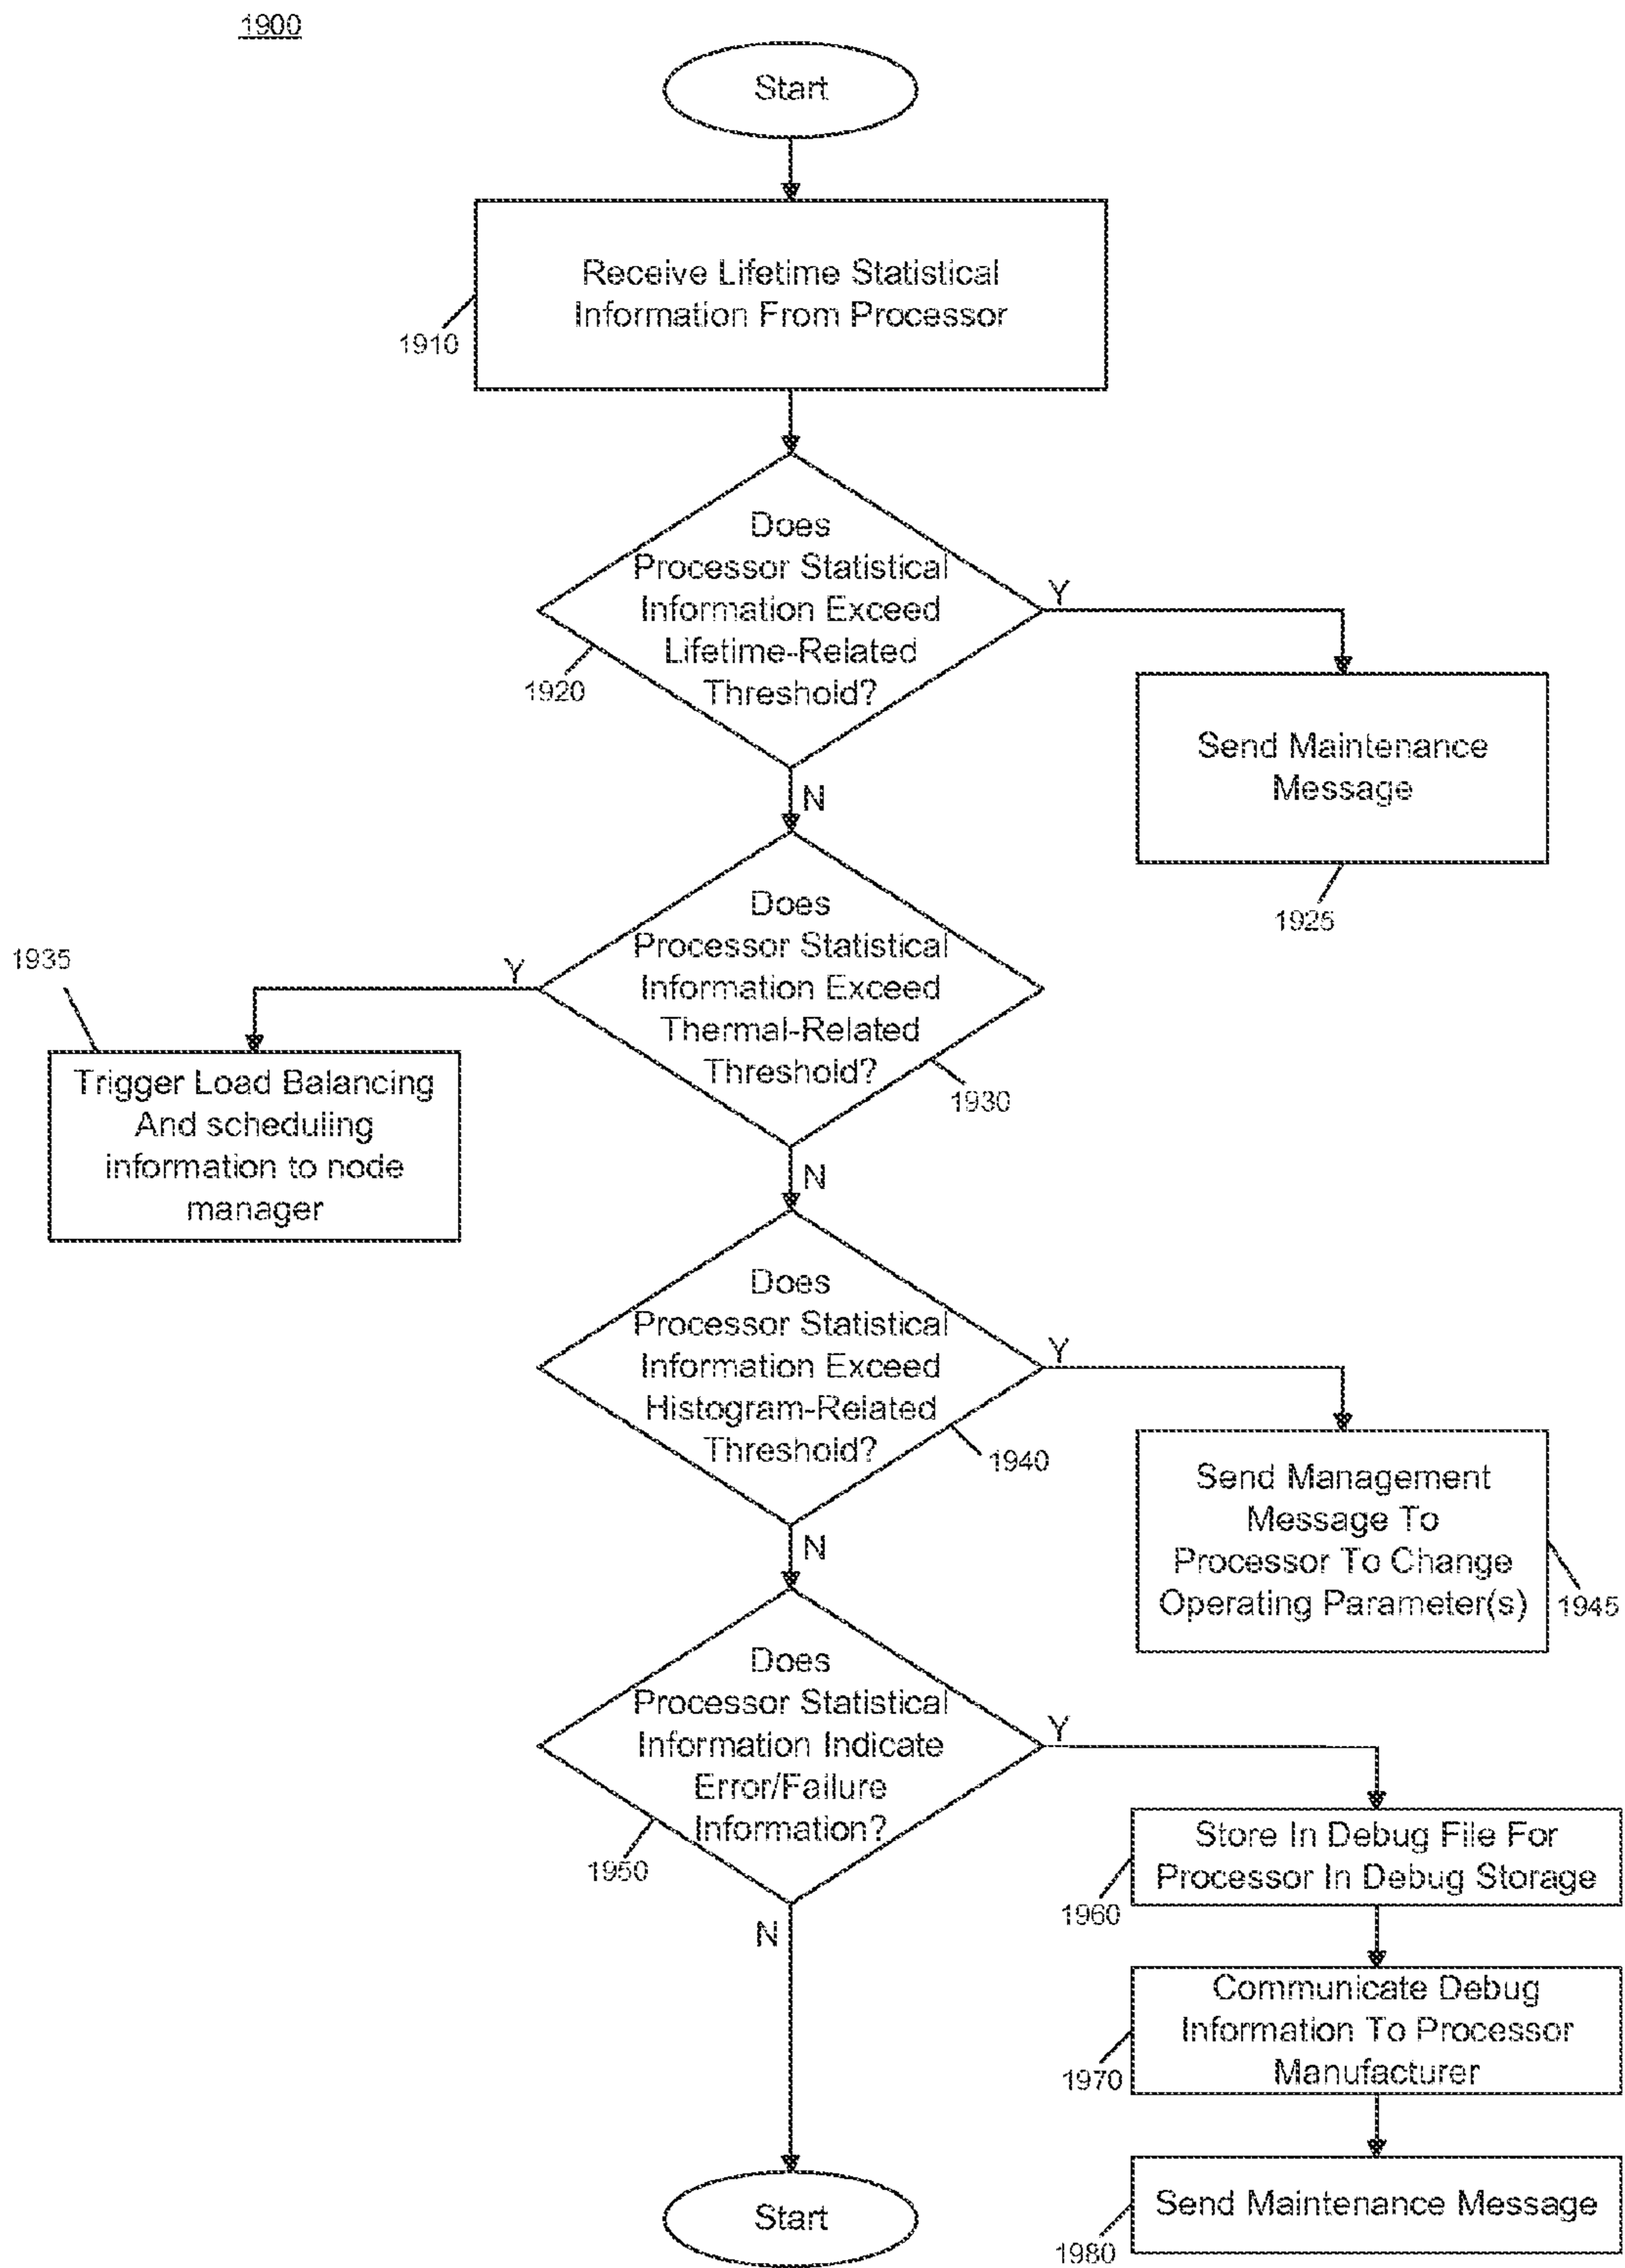 1900
Start
Receive Lifetime Statistical
Information From Processor
1910
Does
Processor Statistical
Information Exceed
Lifetime-Related
Threshold?
1920
Y
Send Maintenance
Message
1925
N
Does
Processor Statistical
Information Exceed
Thermal-Related
Threshold?
1930
Y
1935
Trigger Load Balancing
And scheduling
information to node
manager
N
Does
Processor Statistical
Information Exceed
Histogram-Related
Threshold?
1940
Y
Send Management
Message To
Processor To Change
Operating Parameter(s)
1945
N
Does
Processor Statistical
Information Indicate
Error/Failure
Information?
1950
Y
Store In Debug File For
Processor In Debug Storage
1960
Communicate Debug
Information To Processor
Manufacturer
1970
Send Maintenance Message
1980
N
Start